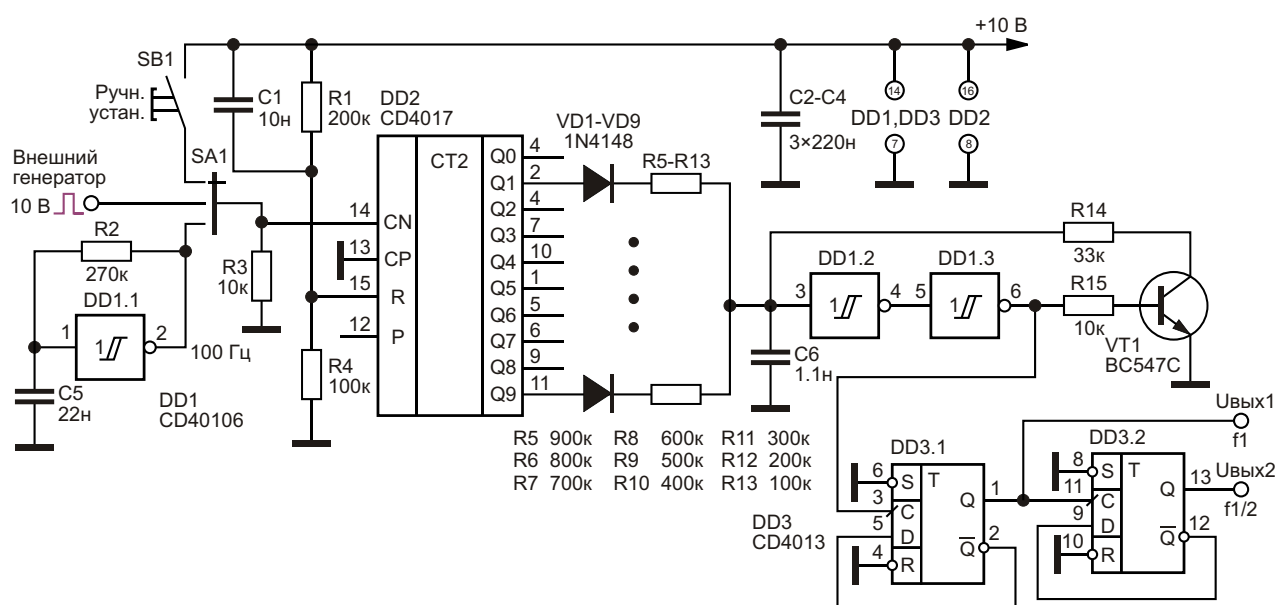 +10 В
SB1
Ручн.
устан.
C1
10н
R1
200к
DD2
CD4017
VD1-VD9
1N4148
R5-R13
C2-C4
3×220н
14
16
DD1,DD3
DD2
7
8
Внешний
генератор
10 В
SA1
R2
270к
R3
10к
DD1.1
1
1
2
100 Гц
C5
22н
DD1
CD40106
R4
100к
14
13
15
12
CN
CP
R
P
CT2
Q0 4
Q1 2
Q2 4
Q3 7
Q4 10
Q5 1
Q6 5
Q7 6
Q8 9
Q9 11
R5 900к R8 600к R11 300к
R6 800к R9 500к R12 200к
R7 700к R10 400к R13 100к
C6
1.1н
DD1.2
3
1
4
DD1.3
5
1
6
R14
33к
R15
10к
VT1
BC547C
DD3
CD4013
DD3.1
6
3
5
4
S
C
D
R
T
Q
Q
1
2
DD3.2
8
11
9
10
S
C
D
R
T
Q
Q
13
12
Uвых1
f1
Uвых2
f1/2